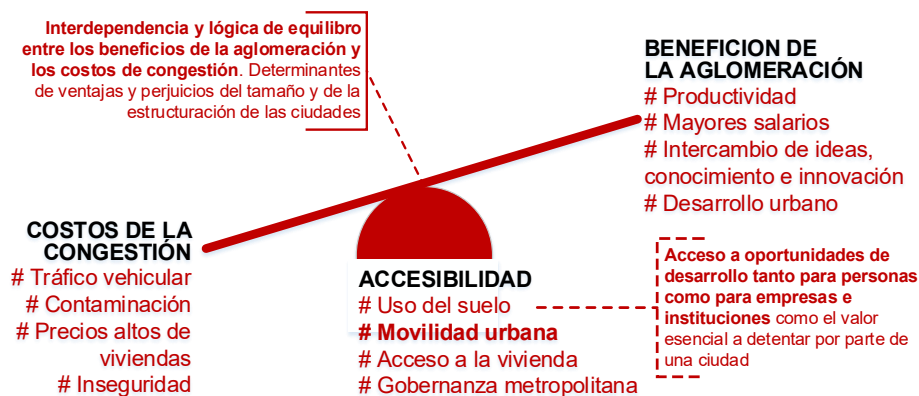 Interdependencia y lógica de equilibro
entre los beneficios de la aglomeración y
los costos de congestión. Determinantes
de ventajas y perjuicios del tamaño y de la
estructuración de las ciudades
BENEFICION DE
LA AGLOMERACIÓN
# Productividad
# Mayores salarios
# Intercambio de ideas,
conocimiento e innovación
# Desarrollo urbano
COSTOS DE LA
CONGESTIÓN
# Tráfico vehicular
# Contaminación
# Precios altos de
viviendas
# Inseguridad
ACCESIBILIDAD
# Uso del suelo
# Movilidad urbana
# Acceso a la vivienda
# Gobernanza metropolitana
Acceso a oportunidades de
desarrollo tanto para personas
como para empresas e
instituciones como el valor
esencial a detentar por parte de
una ciudad